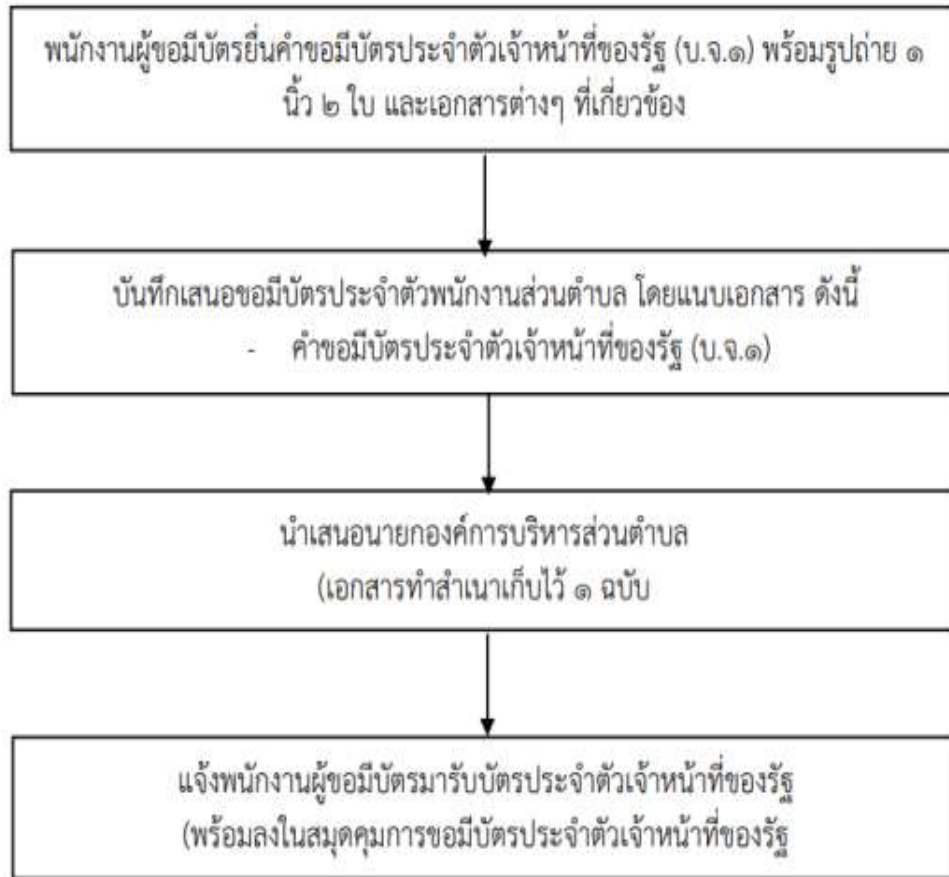 พนักงานผู้ขอมีบัตรยื่นคำขอมีบัตรประจำตัวเจ้าหน้าที่ของรัฐ (บ.จ.๑) พร้อมรูปถ่าย ๑
นิ้ว ๒ ใบ และเอกสารต่างๆ ที่เกี่ยวข้อง
บันทึกเสนอขอมีบัตรประจำตัวพนักงานส่วนตำบล โดยแนบเอกสาร ดังนี้
- คำขอมีบัตรประจำตัวเจ้าหน้าที่ของรัฐ (บ.จ.๑)
นำเสนอนายกองค์การบริหารส่วนตำบล
(เอกสารทำสำเนาเก็บไว้ ๑ ฉบับ
แจ้งพนักงานผู้ขอมีบัตรมารับบัตรประจำตัวเจ้าหน้าที่ของรัฐ
(พร้อมลงในสมุดคุมการขอมีบัตรประจำตัวเจ้าหน้าที่ของรัฐ